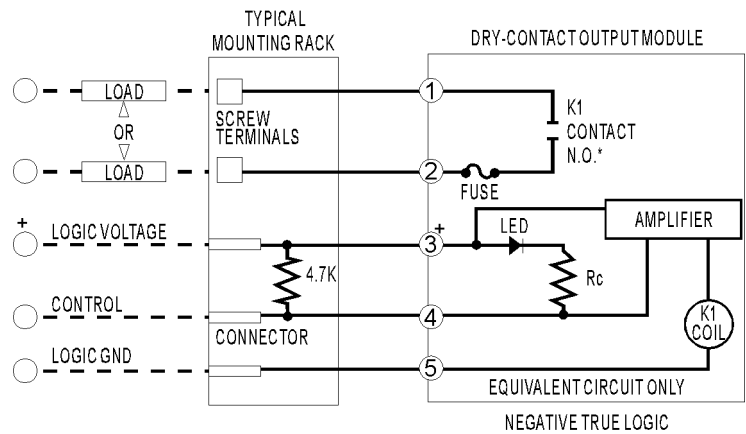 TYPICAL
MOUNTING RACK
DRY-CONTACT OUTPUT MODULE
LOAD
OR
LOAD
SCREW
TERMINALS
1
K1
CONTACT
N.O.*
2
FUSE
+
LOGIC VOLTAGE
3
+
LED
AMPLIFIER
4.7K
Rc
CONTROL
4
K1
COIL
CONNECTOR
LOGIC GND
5
EQUIVALENT CIRCUIT ONLY
NEGATIVE TRUE LOGIC